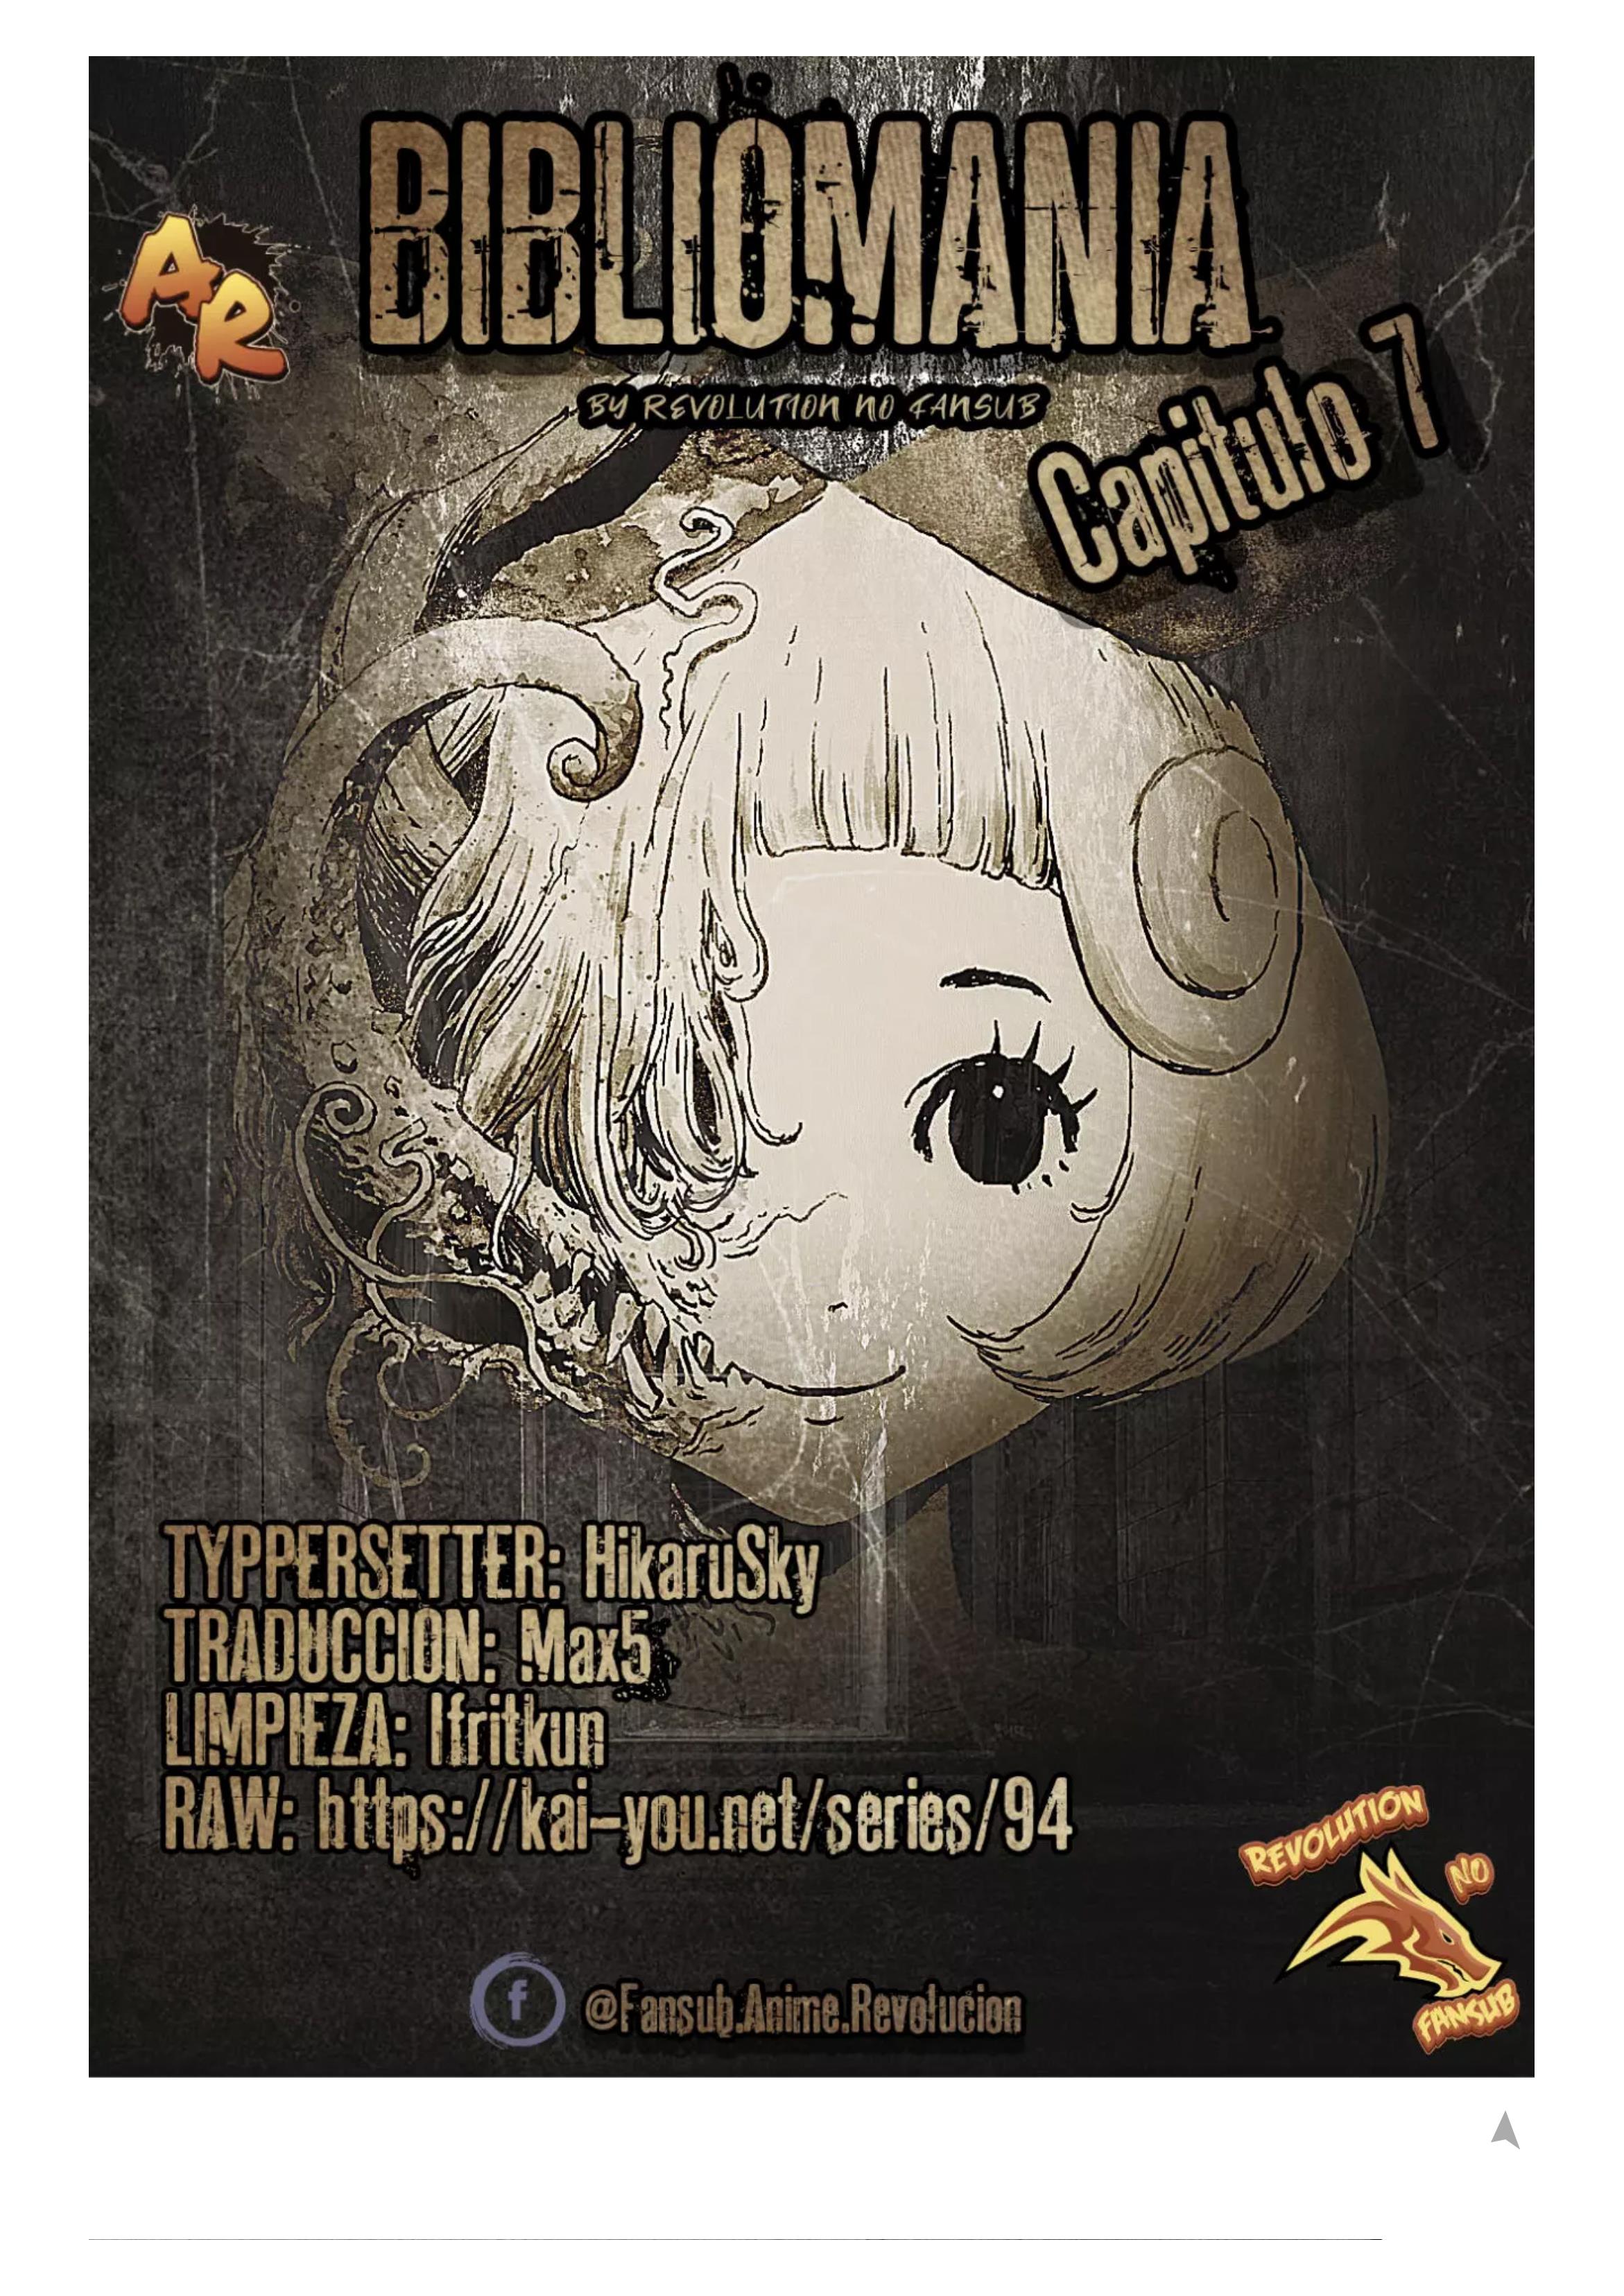 BIBLIOMANIA
AR
BY REVOLUTION NO FANSUB
Capitulo 7
TYPPERSETTER: HikaruSky
TRADUCCION: Max5
LIMPIEZA: Ifritkun
RAW: https://kai-you.net/series/94
REVOLUTION
NO
FANSUB
f @Fansub.Anime.Revolucion